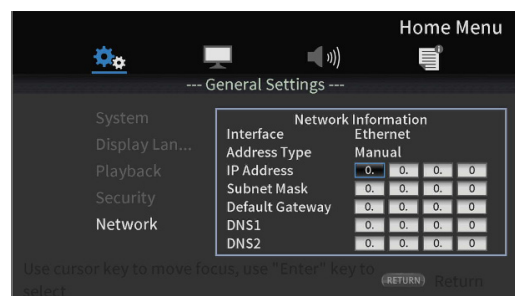 Home Menu
--- General Settings ---
System
Display Lan...
Playback
Security
Network
Network Information
Interface Ethernet
Address Type Manual
IP Address 0. 0. 0. 0
Subnet Mask 0. 0. 0. 0
Default Gateway 0. 0. 0. 0
DNS1 0. 0. 0. 0
DNS2 0. 0. 0. 0
Use cursor key to move focus, use "Enter" key to
select
RETURN Return